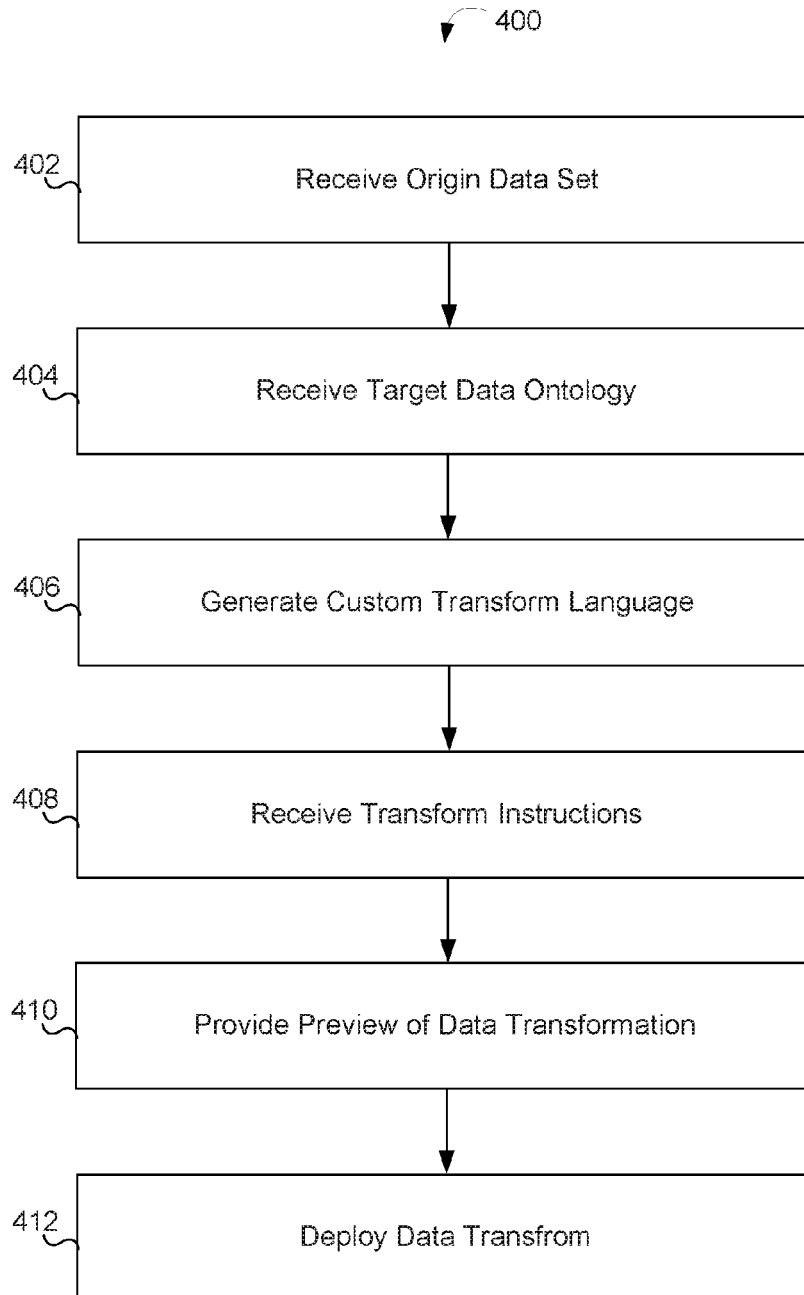 400
402
Receive Origin Data Set
404
Receive Target Data Ontology
406
Generate Custom Transform Language
408
Receive Transform Instructions
410
Provide Preview of Data Transformation
412
Deploy Data Transfrom